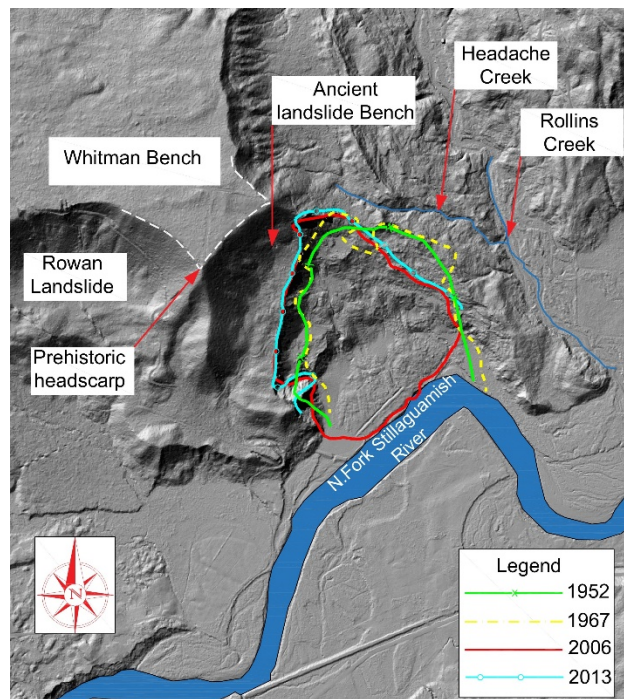 Headache
Creek
Ancient
landslide Bench
Rollins
Creek
Whitman Bench
Rowan
Landslide
Prehistoric
headscarp
N.Fork Stillaguamish
River
N
Legend
1952
1967
2006
2013